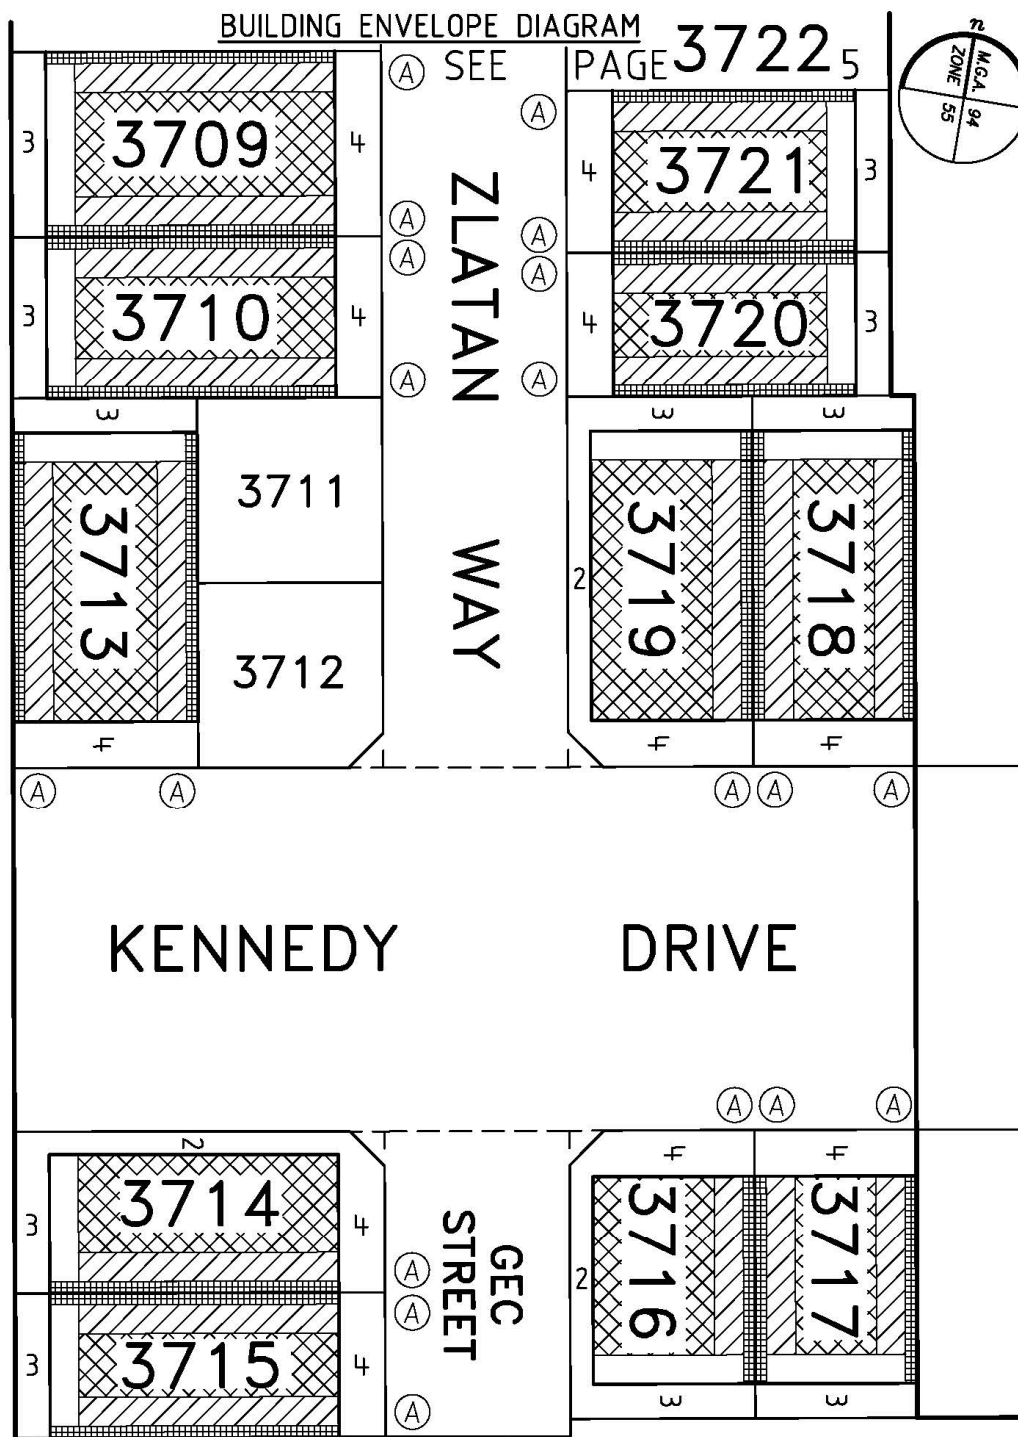 BUILDING ENVELOPE DIAGRAM
SEE PAGE 5
3722
n
M.G.A. 94
ZONE 55
A
3
3709
4
A
4
3721
3
A
A
A
A
3
3710
4
A
4
3720
3
A
ZLATAN WAY
3
3711
3
3
3713
3712
2
3719
3718
4
4
4
A
A
A
A
A
KENNEDY DRIVE
A
A
A
2
4
4
3
3714
4
A
GEC STREET
2
3716
3717
A
3
3715
4
A
3
3